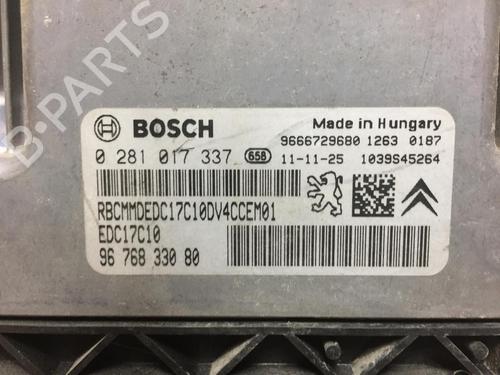 BOSCH
Made in Hungary
9666729680 1263 0187
0 281 017 337 658 11-11-25 1039S45264
RBCMMDEDC17C10DV4CCEM01
EDC17C10
96 768 330 80
B-PARTS